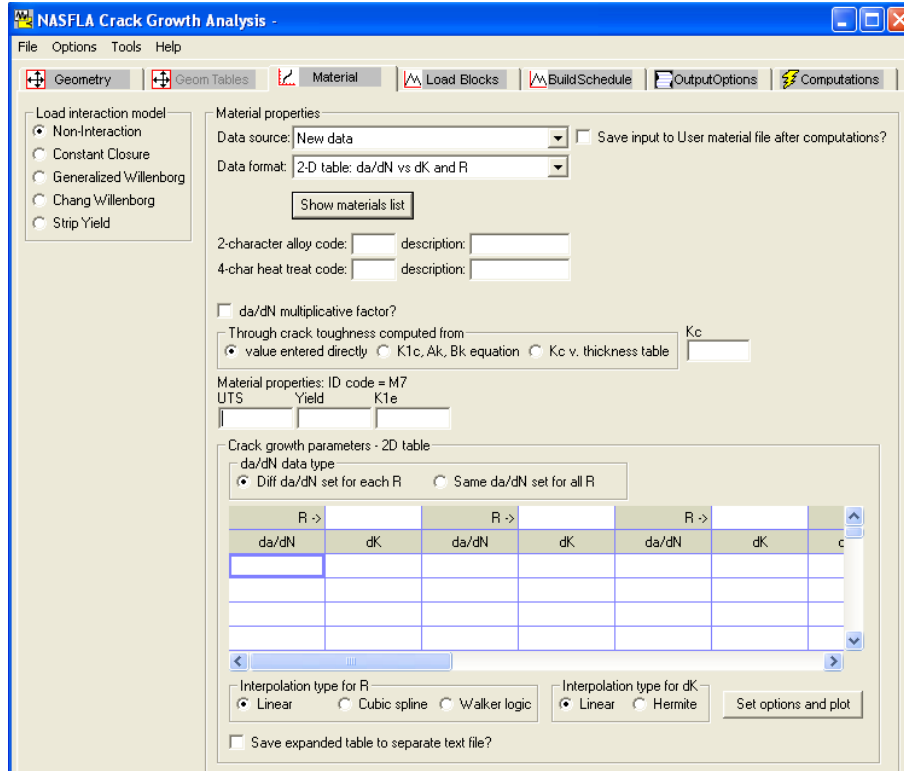 NASFLA Crack Growth Analysis -
File Options Tools Help
Geometry Geom Tables Material Load Blocks BuildSchedule OutputOptions Computations
Load interaction model
Non-Interaction
Constant Closure
Generalized Willenborg
Chang Willenborg
Strip Yield
Material properties
Data source: New data Save input to User material file after computations?
Data format: 2-D table: da/dN vs dK and R
Show materials list
2-character alloy code: description:
4-char heat treat code: description:
da/dN multiplicative factor?
Through crack toughness computed from Kc
value entered directly K1c, Ak, Bk equation Kc v. thickness table
Material properties: ID code = M7
UTS Yield K1e
Crack growth parameters - 2D table
da/dN data type
Diff da/dN set for each R Same da/dN set for all R
R -> R -> R ->
da/dN dK da/dN dK da/dN dK
Interpolation type for R Interpolation type for dK
Linear Cubic spline Walker logic Linear Hermite Set options and plot
Save expanded table to separate text file?